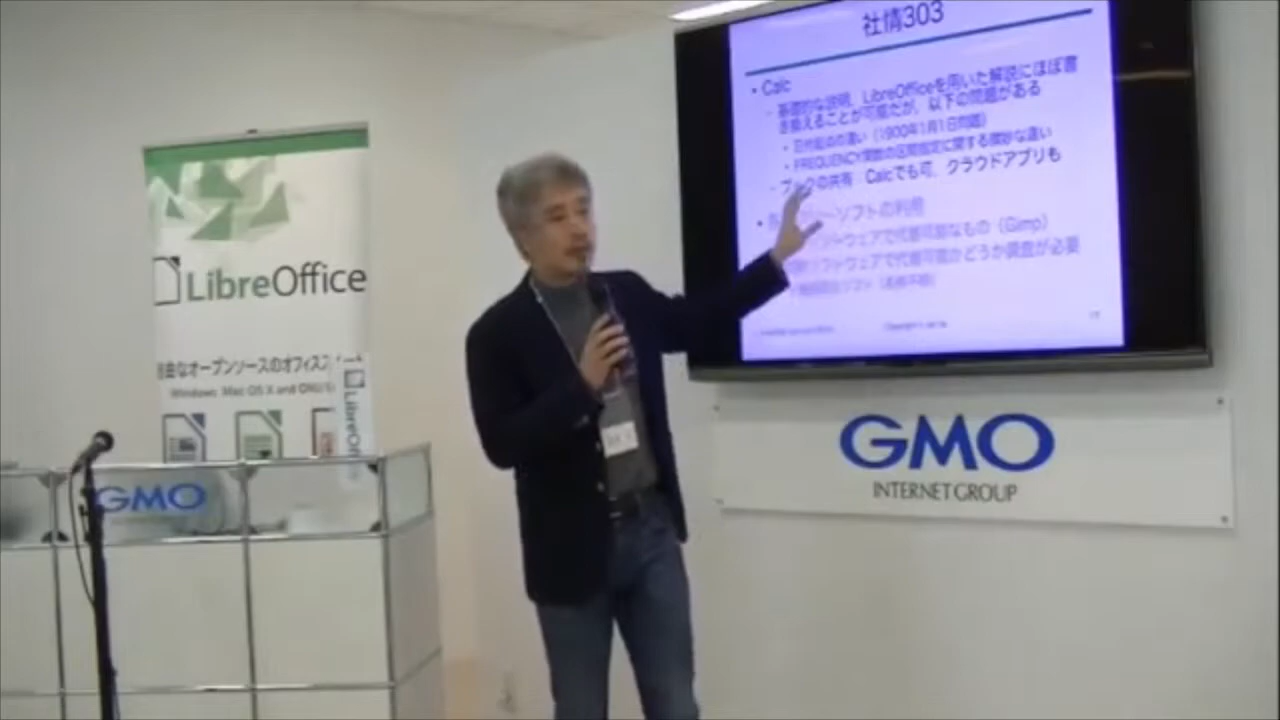 社情303
• Calc
– 基礎的な説明、LibreOfficeを用いた解説にほぼ書
き換えることが可能だが、以下の問題がある
• 日付起点の違い（1900年1月1日問題）
• FREQUENCY関数の区間指定に関する微妙な違い
– ブックの共有 Calcでも可、クラウドアプリも
ソフトの利用
ウェアで代替可能なもの（Gimp）
ソフトウェアで代替可能かどうか調査が必要
LibreOffice
自由なオープンソースのオフィス
Windows, Mac OS X and GNU/
LibreOf
GMO
GMO
INTERNET GROUP